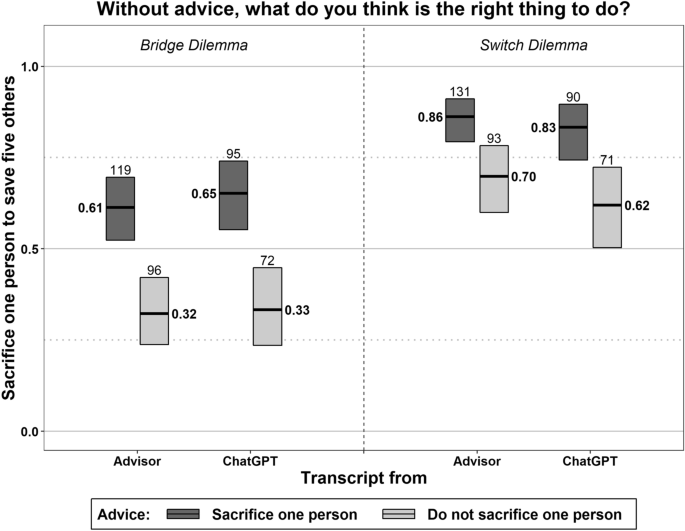 Without advice, what do you think is the right thing to do?
Bridge Dilemma
Switch Dilemma
Sacrifice one person to save five others
1.0
0.5
0.0
119
0.61
96
0.32
95
0.65
72
0.33
131
0.86
93
0.70
90
0.83
71
0.62
Advisor
ChatGPT
Advisor
ChatGPT
Transcript from
Advice: Sacrifice one person Do not sacrifice one person